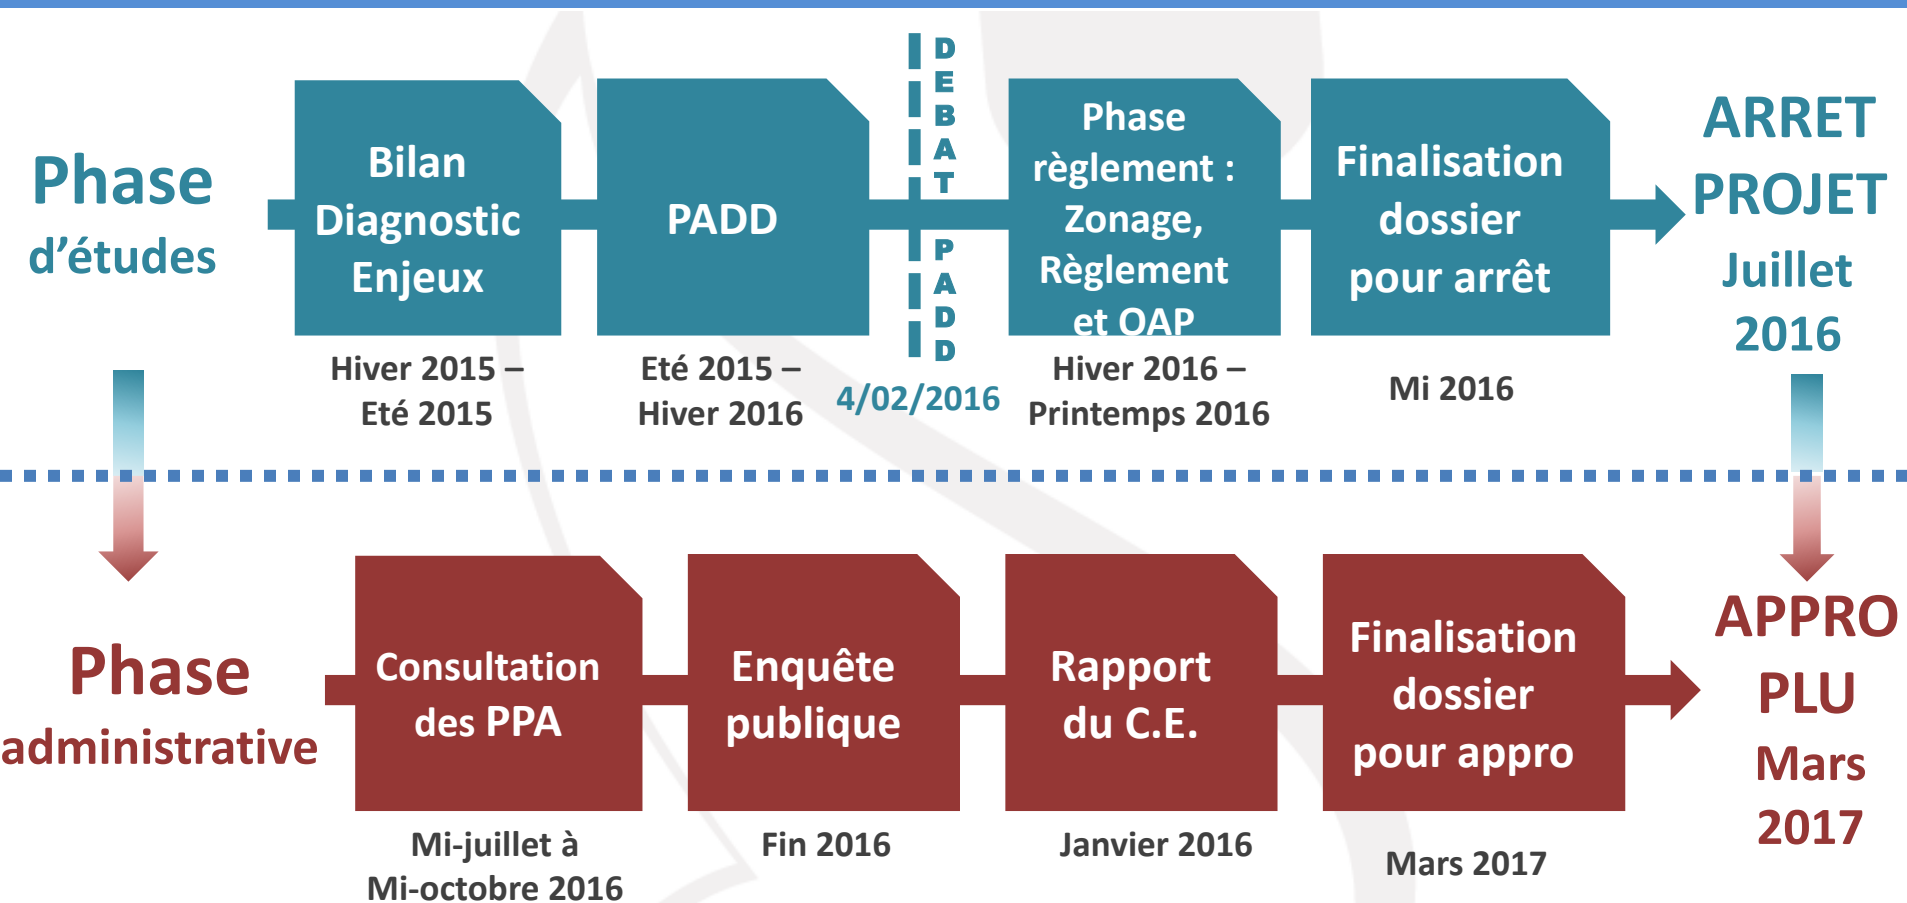 Phase
d’études
Bilan
Diagnostic
Enjeux
Hiver 2015 –
Eté 2015
PADD
Eté 2015 –
Hiver 2016
DEBAT PADD
4/02/2016
Phase
règlement :
Zonage,
Règlement
et OAP
Hiver 2016 –
Printemps 2016
Finalisation
dossier
pour arrêt
Mi 2016
ARRET
PROJET
Juillet
2016
Phase
administrative
Consultation
des PPA
Mi-juillet à
Mi-octobre 2016
Enquête
publique
Fin 2016
Rapport
du C.E.
Janvier 2016
Finalisation
dossier
pour appro
Mars 2017
APPRO
PLU
Mars
2017